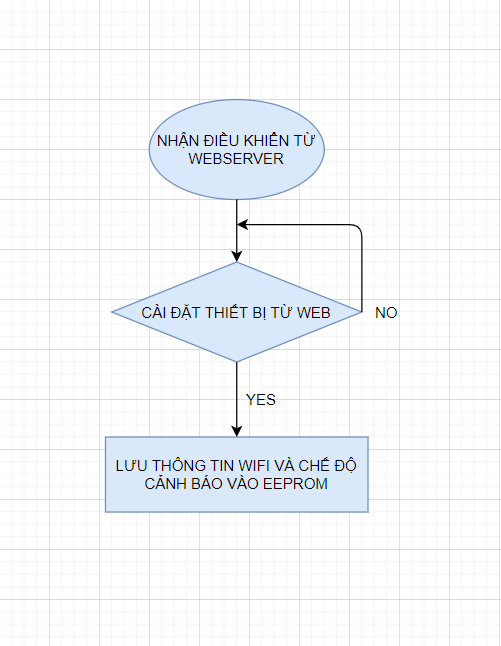 NHẬN ĐIỀU KHIỂN TỪ
WEBSERVER
CÀI ĐẶT THIẾT BỊ TỪ WEB
NO
YES
LƯU THÔNG TIN WIFI VÀ CHẾ ĐỘ
CẢNH BÁO VÀO EEPROM